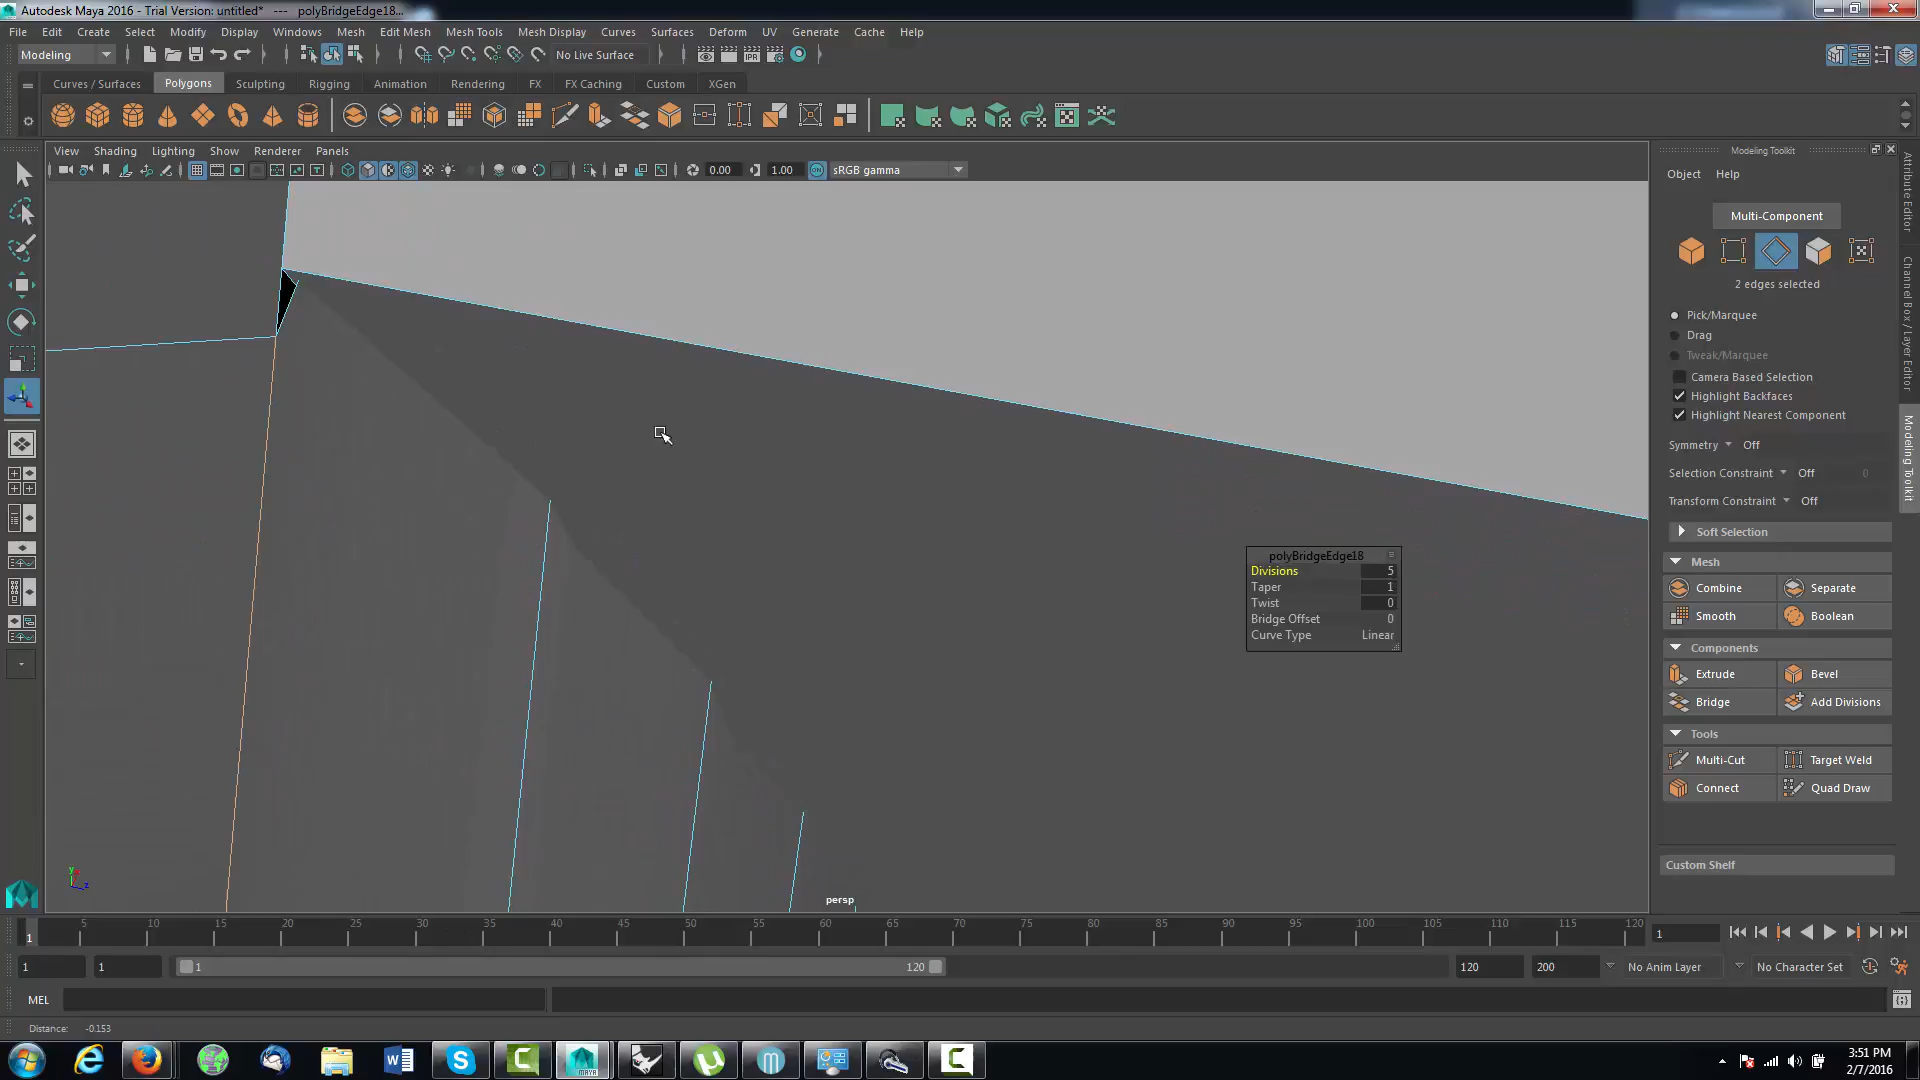 Autodesk Maya 2016 - Trial Version: untitled* --- polyBridgeEdge18...
File Edit Create Select Modify Display Windows Mesh Edit Mesh Mesh Tools Mesh Display Curves Surfaces Deform UV Generate Cache Help
Modeling No Live Surface
Curves / Surfaces Polygons Sculpting Rigging Animation Rendering FX FX Caching Custom XGen
View Shading Lighting Show Renderer Panels
0.00 1.00 ON sRGB gamma
Modeling Toolkit
Object Help
Multi-Component
2 edges selected
Pick/Marquee
Drag
Tweak/Marquee
Camera Based Selection
Highlight Backfaces
Highlight Nearest Component
Symmetry Off
Selection Constraint Off 0
Transform Constraint Off
Soft Selection
Mesh
Combine Separate
Smooth Boolean
Components
Extrude Bevel
Bridge Add Divisions
Tools
Multi-Cut Target Weld
Connect Quad Draw
Custom Shelf
Attribute Editor
Channel Box / Layer Editor
Modeling Toolkit
polyBridgeEdge18
Divisions 5
Taper 1
Twist 0
Bridge Offset 0
Curve Type Linear
y z
persp
1 5 10 15 20 25 30 35 40 45 50 55 60 65 70 75 80 85 90 95 100 105 110 115 120 1
1 1 1 120 120 200 No Anim Layer No Character Set
MEL
Distance: -0.153
IPR
MAYA
3:51 PM
2/7/2016